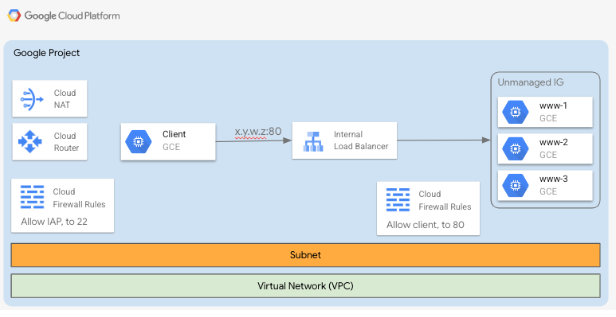 Google Cloud Platform
Google Project
Cloud
NAT
Cloud
Router
Client
GCE
x.y.w.z:80
Internal
Load Balancer
Unmanaged IG
www-1
GCE
www-2
GCE
www-3
GCE
Cloud
Firewall Rules
Allow IAP, to 22
Cloud
Firewall Rules
Allow client, to 80
Subnet
Virtual Network (VPC)